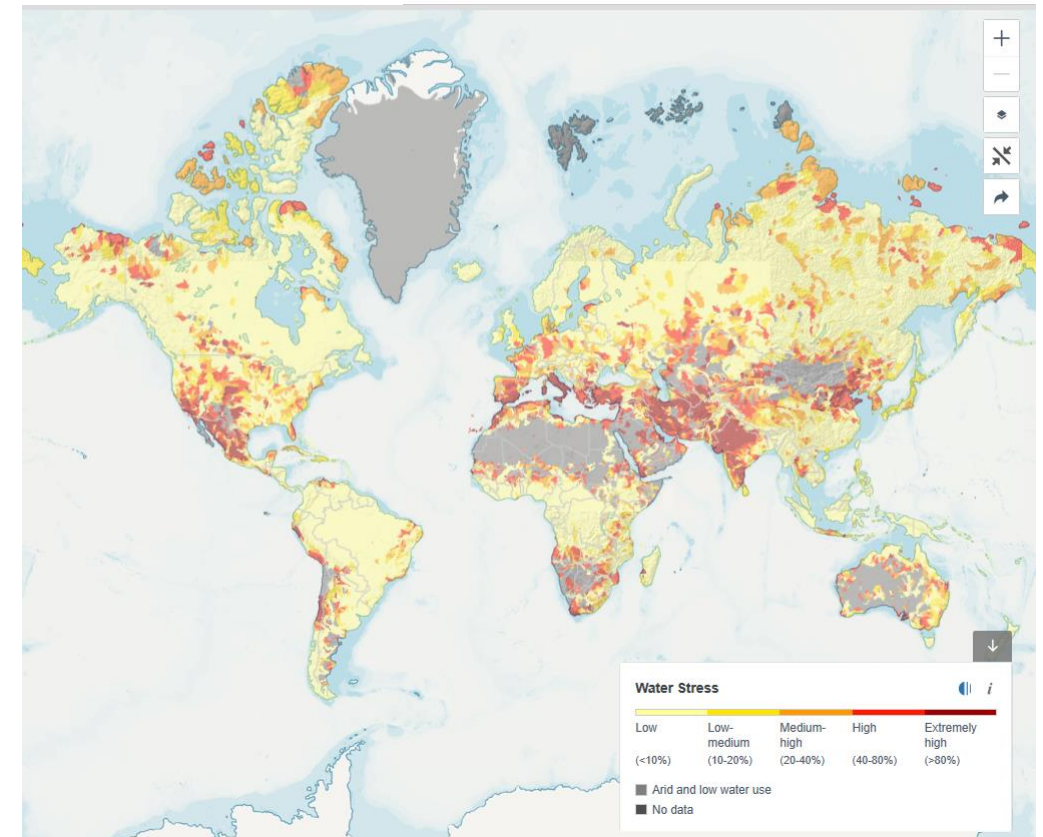 Water Stress
Low
Low-
medium
Medium-
high
High
Extremely
high
(<10%)
(10-20%)
(20-40%)
(40-80%)
(>80%)
Arid and low water use
No data